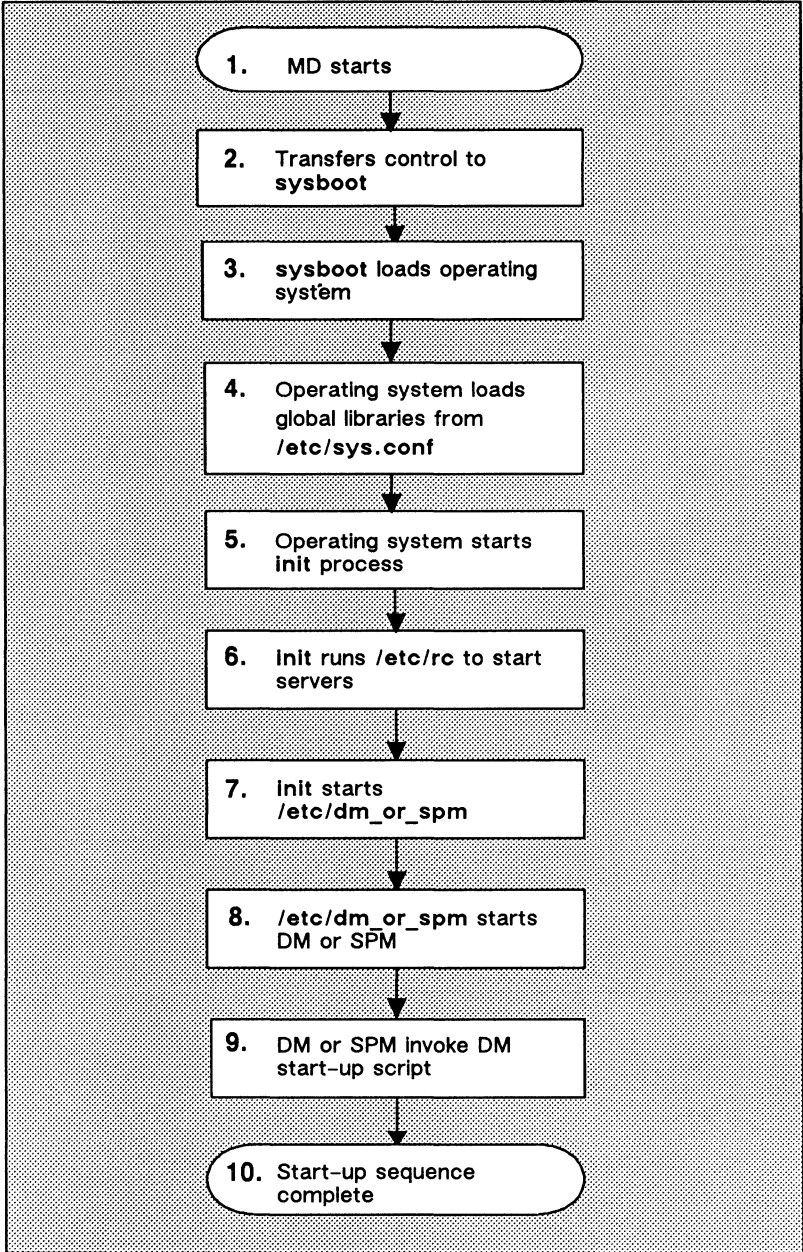 1. MD starts
2. Transfers control to
sysboot
3. sysboot loads operating
system
4. Operating system loads
global libraries from
/etc/sys.conf
5. Operating system starts
init process
6. init runs /etc/rc to start
servers
7. init starts
/etc/dm_or_spm
8. /etc/dm_or_spm starts
DM or SPM
9. DM or SPM invoke DM
start-up script
10. Start-up sequence
complete